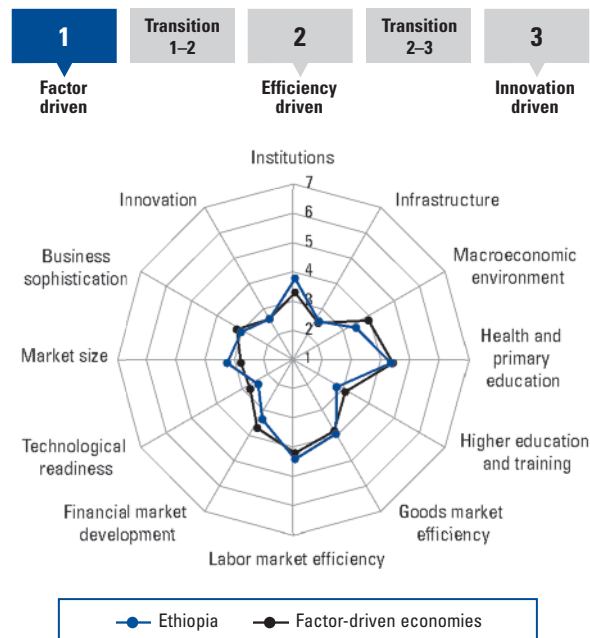 1
Transition
1–2
2
Transition
2–3
3
Factor
driven
Efficiency
driven
Innovation
driven
Institutions
Innovation
Infrastructure
Business
sophistication
Macroeconomic
environment
Market size
Health and
primary
education
Technological
readiness
Higher education
and training
Financial market
development
Goods market
efficiency
Labor market efficiency
7
6
5
4
3
2
1
Ethiopia
Factor-driven economies